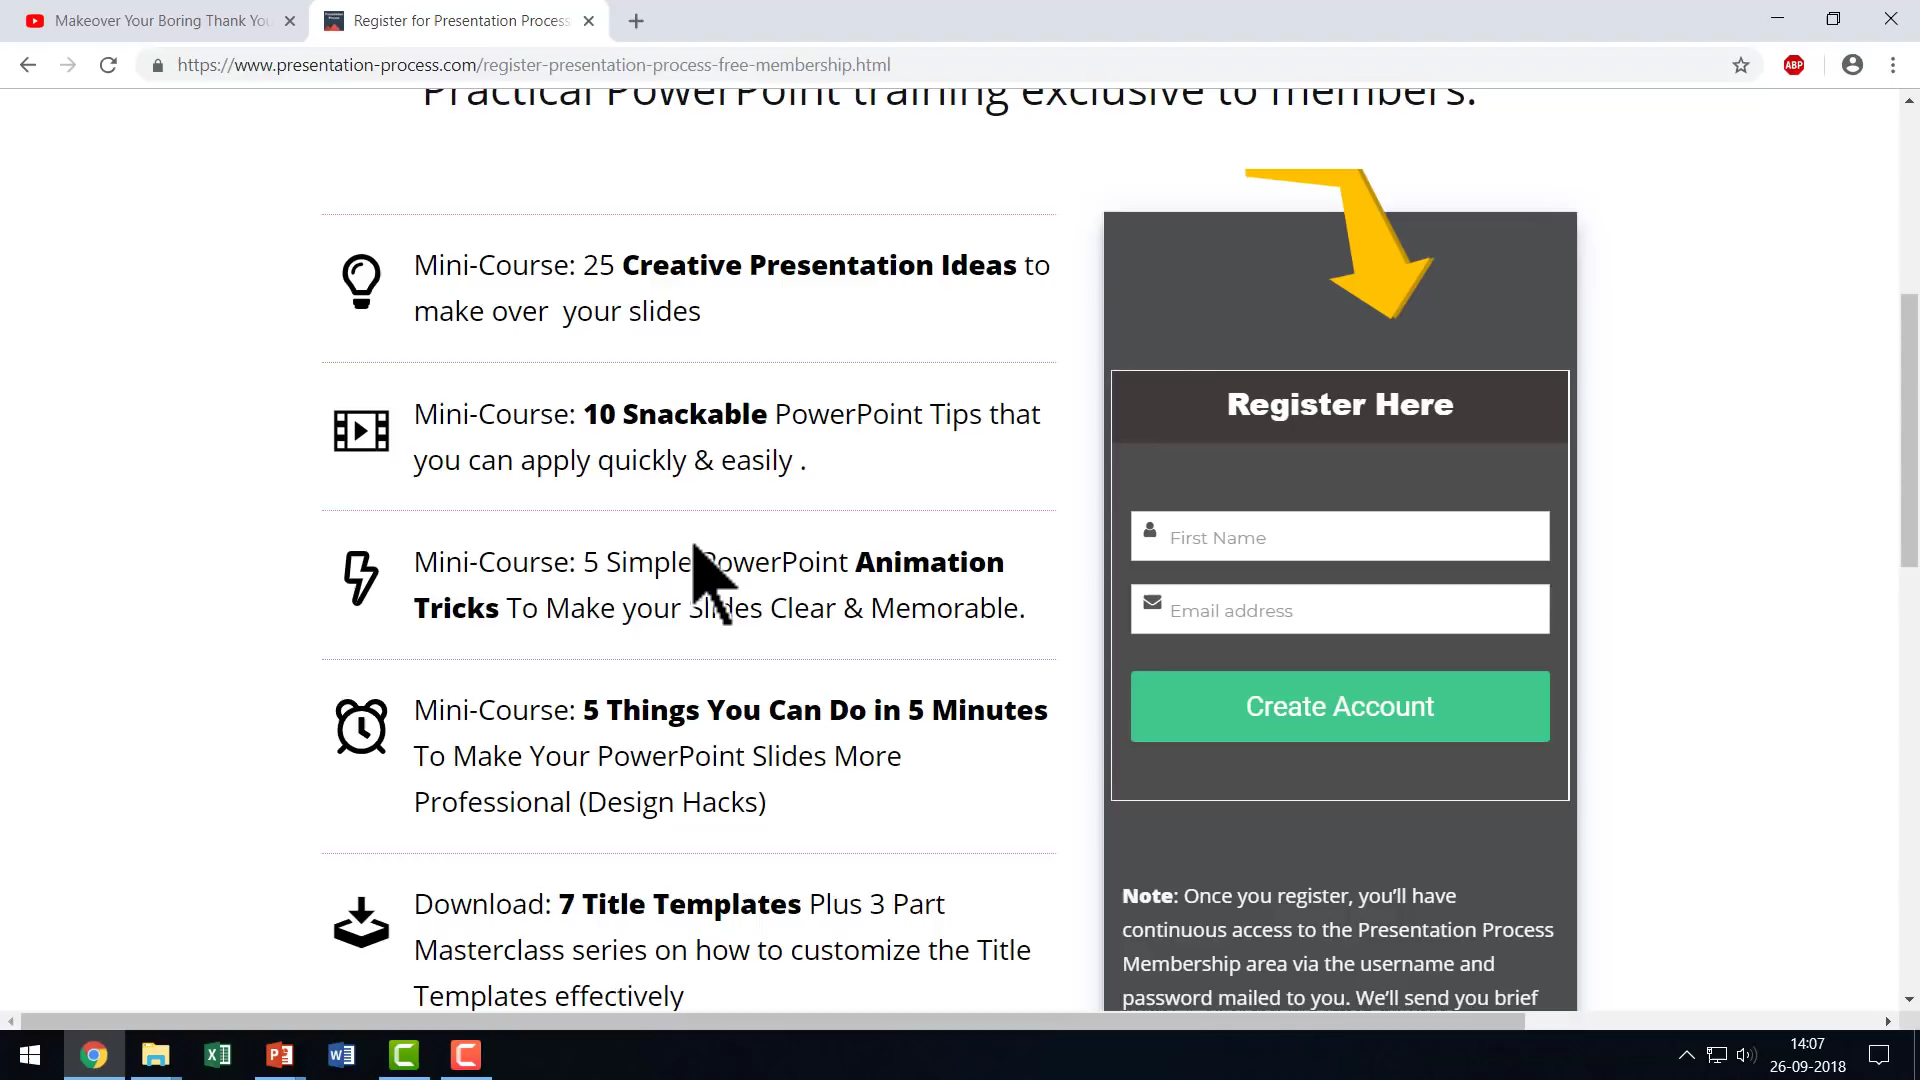 Makeover Your Boring Thank You
Register for Presentation Process
https://www.presentation-process.com/register-presentation-process-free-membership.html
ABP
Practical PowerPoint training exclusive to members.
Mini-Course: 25 Creative Presentation Ideas to
make over your slides
Mini-Course: 10 Snackable PowerPoint Tips that
you can apply quickly & easily .
Mini-Course: 5 Simple PowerPoint Animation
Tricks To Make your Slides Clear & Memorable.
Mini-Course: 5 Things You Can Do in 5 Minutes
To Make Your PowerPoint Slides More
Professional (Design Hacks)
Download: 7 Title Templates Plus 3 Part
Masterclass series on how to customize the Title
Templates effectively
Register Here
First Name
Email address
Create Account
Note: Once you register, you’ll have
continuous access to the Presentation Process
Membership area via the username and
password mailed to you. We’ll send you brief
14:07
26-09-2018